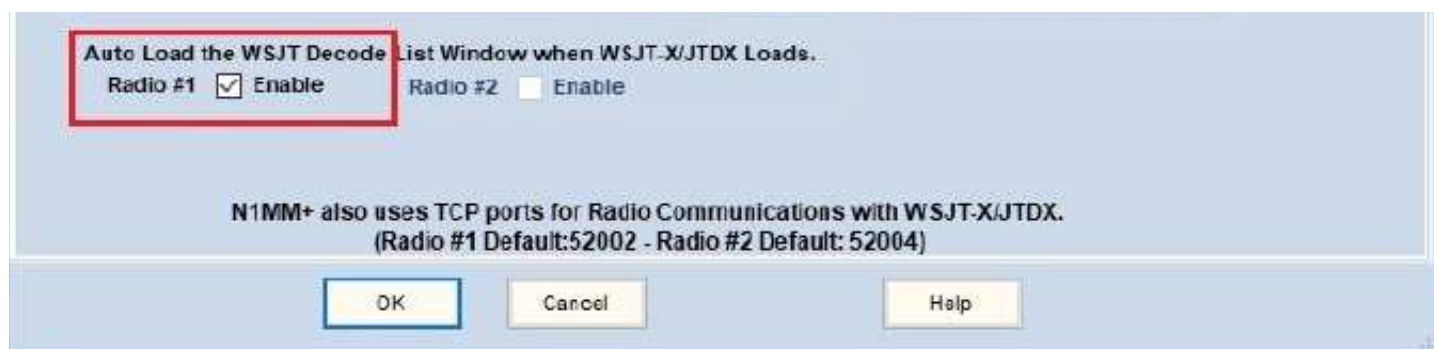 Auto Load the WSJT Decode List Window when WSJT-X/JTDX Loads.
Radio #1 Enable Radio #2 Enable
N1MM+ also uses TCP ports for Radio Communications with WSJT-X/JTDX.
(Radio #1 Default:52002 - Radio #2 Default: 52004)
OK Cancel Help